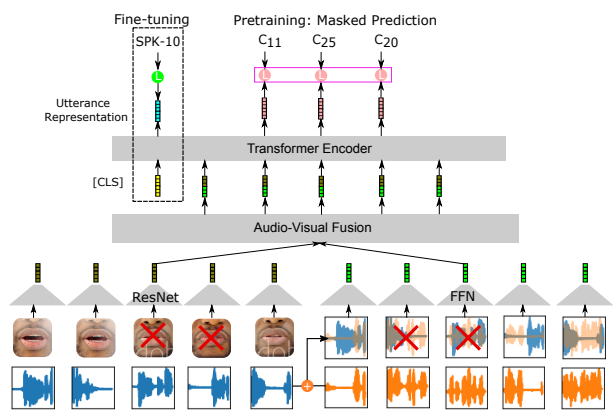 Fine-tuning
Pretraining: Masked Prediction
SPK-10
C11
C25
C20
L
L
L
L
Utterance
Representation
Transformer Encoder
[CLS]
Audio-Visual Fusion
ResNet
FFN